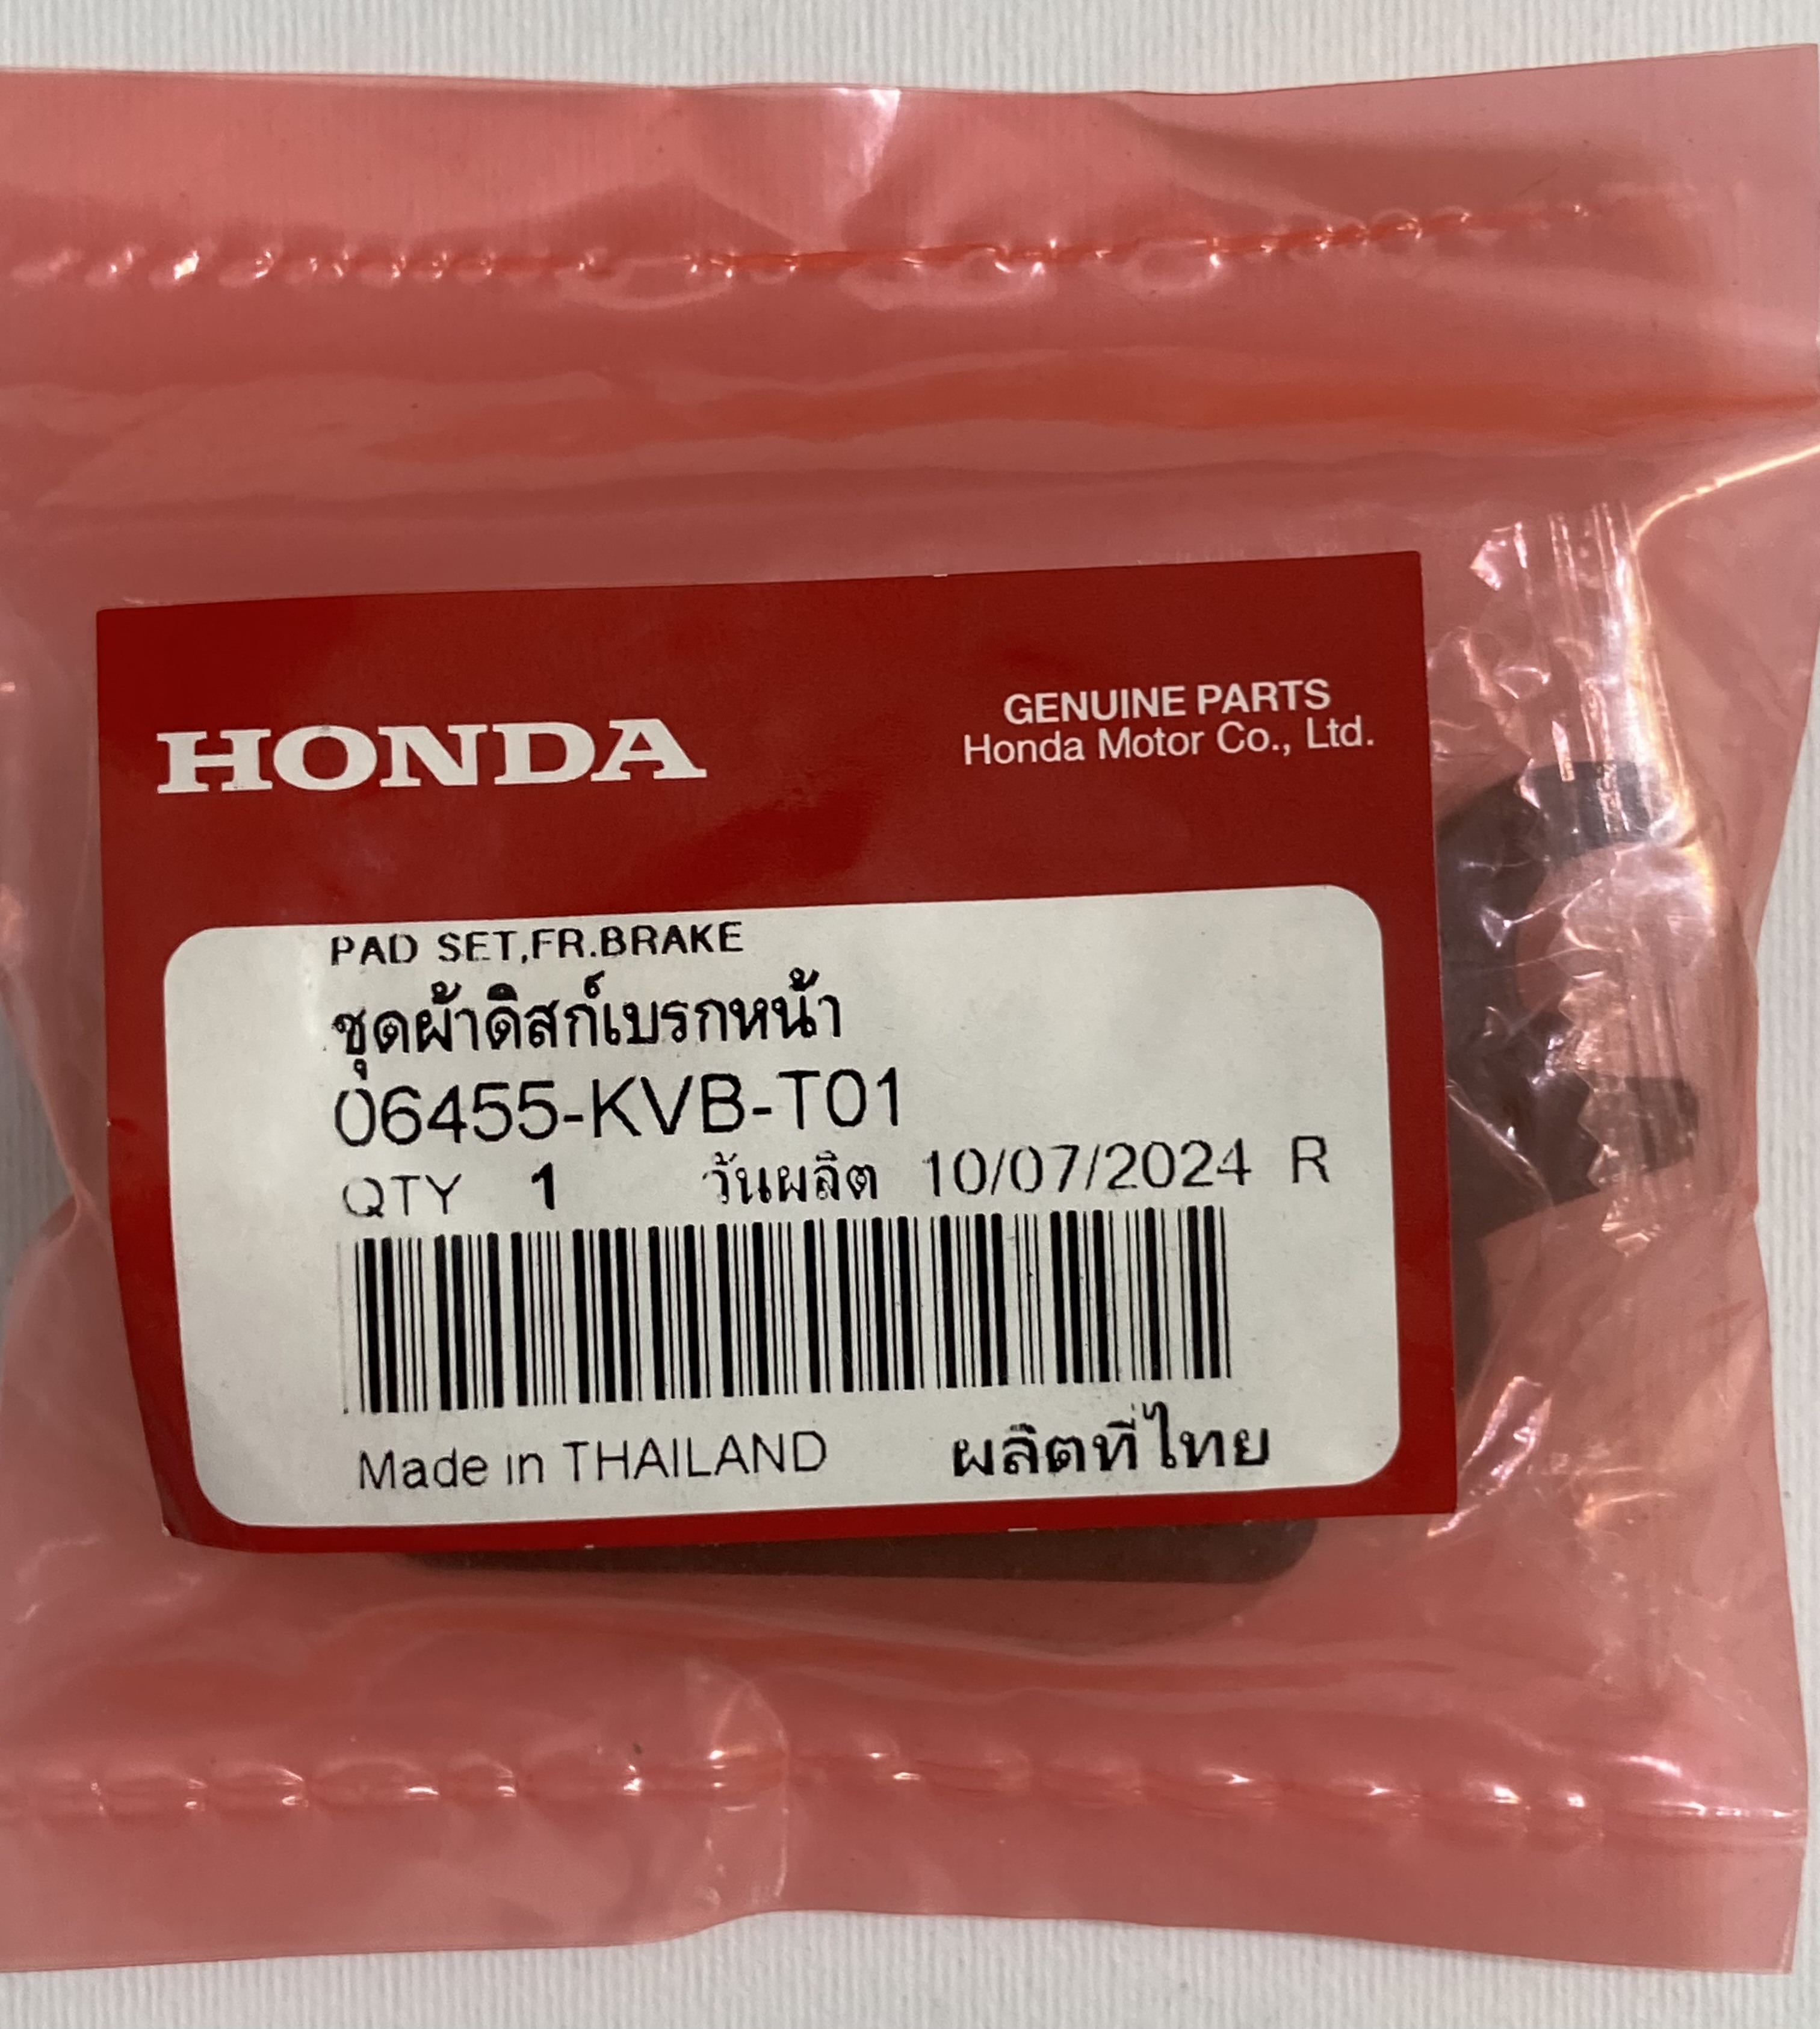 HONDA
GENUINE PARTS
Honda Motor Co., Ltd.
PAD SET,FR.BRAKE
ชุดผ้าดิสก์เบรกหน้า
06455-KVB-T01
QTY 1 วันผลิต 10/07/2024 R
Made in THAILAND ผลิตที่ไทย